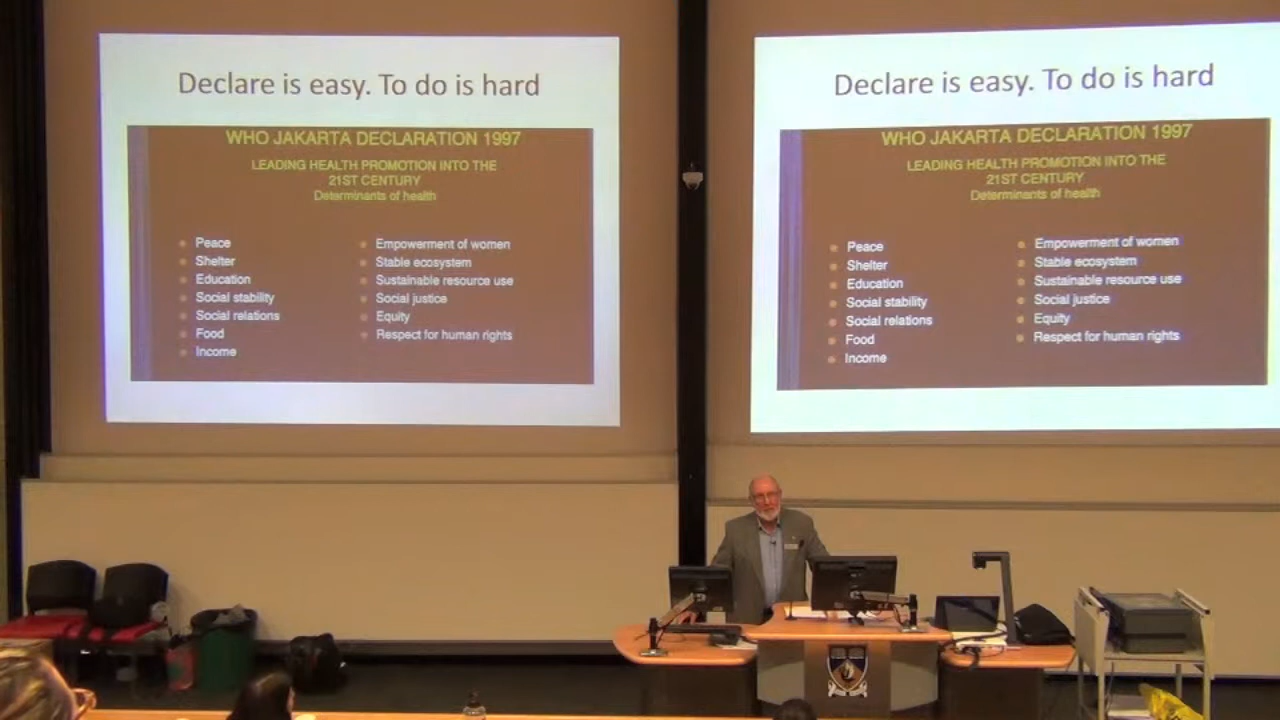 Declare is easy. To do is hard
WHO JAKARTA DECLARATION 1997
LEADING HEALTH PROMOTION INTO THE
21ST CENTURY
Determinants of health
Peace
Shelter
Education
Social stability
Social relations
Food
Income
Empowerment of women
Stable ecosystem
Sustainable resource use
Social justice
Equity
Respect for human rights
Declare is easy. To do is hard
WHO JAKARTA DECLARATION 1997
LEADING HEALTH PROMOTION INTO THE
21ST CENTURY
Determinants of health
Peace
Shelter
Education
Social stability
Social relations
Food
Income
Empowerment of women
Stable ecosystem
Sustainable resource use
Social justice
Equity
Respect for human rights